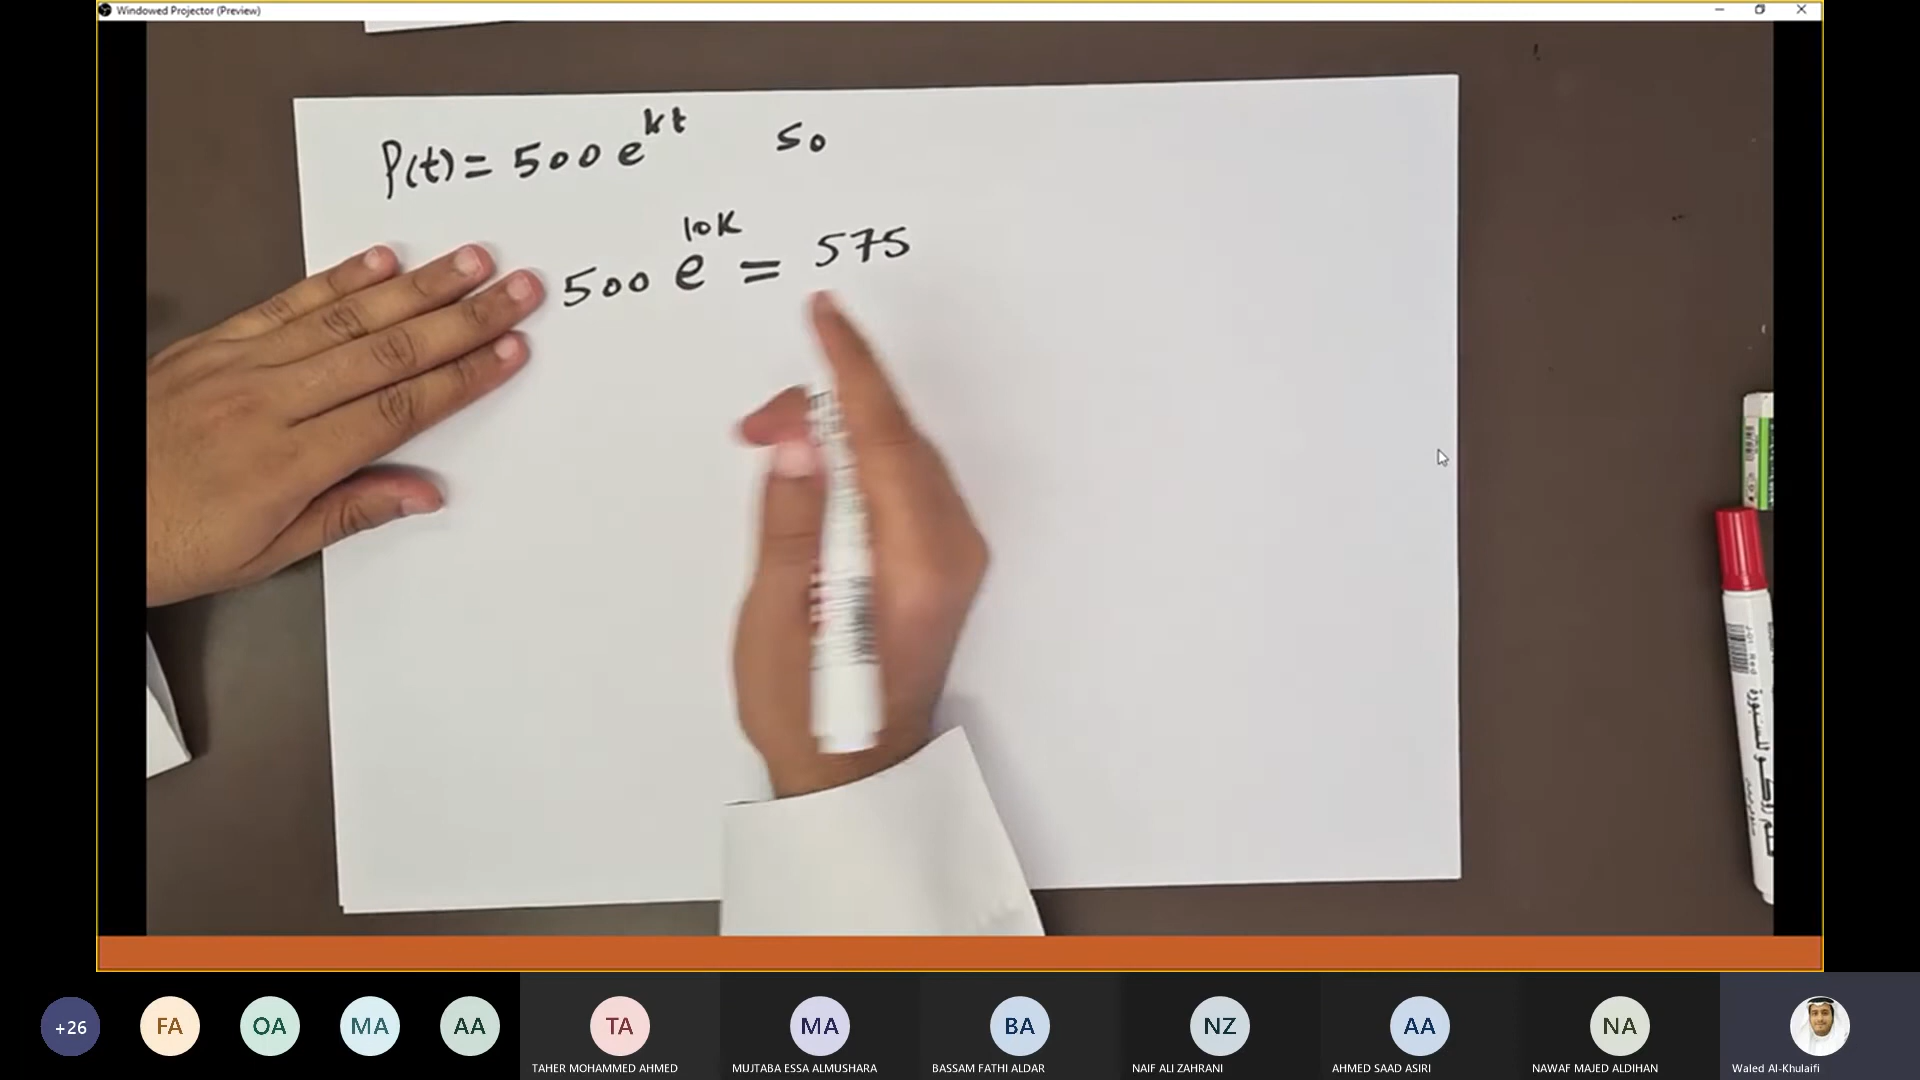 Windowed Projector (Preview)
P(t) = 500 e^{kt} so
500 e^{10k} = 575
+26
FA
OA
MA
AA
TA
TAHER MOHAMMED AHMED
MA
MUJTABA ESSA ALMUSHARA
BA
BASSAM FATHI ALDAR
NZ
NAIF ALI ZAHRANI
AA
AHMED SAAD ASIRI
NA
NAWAF MAJED ALDIHAN
Waled Al-Khulaifi